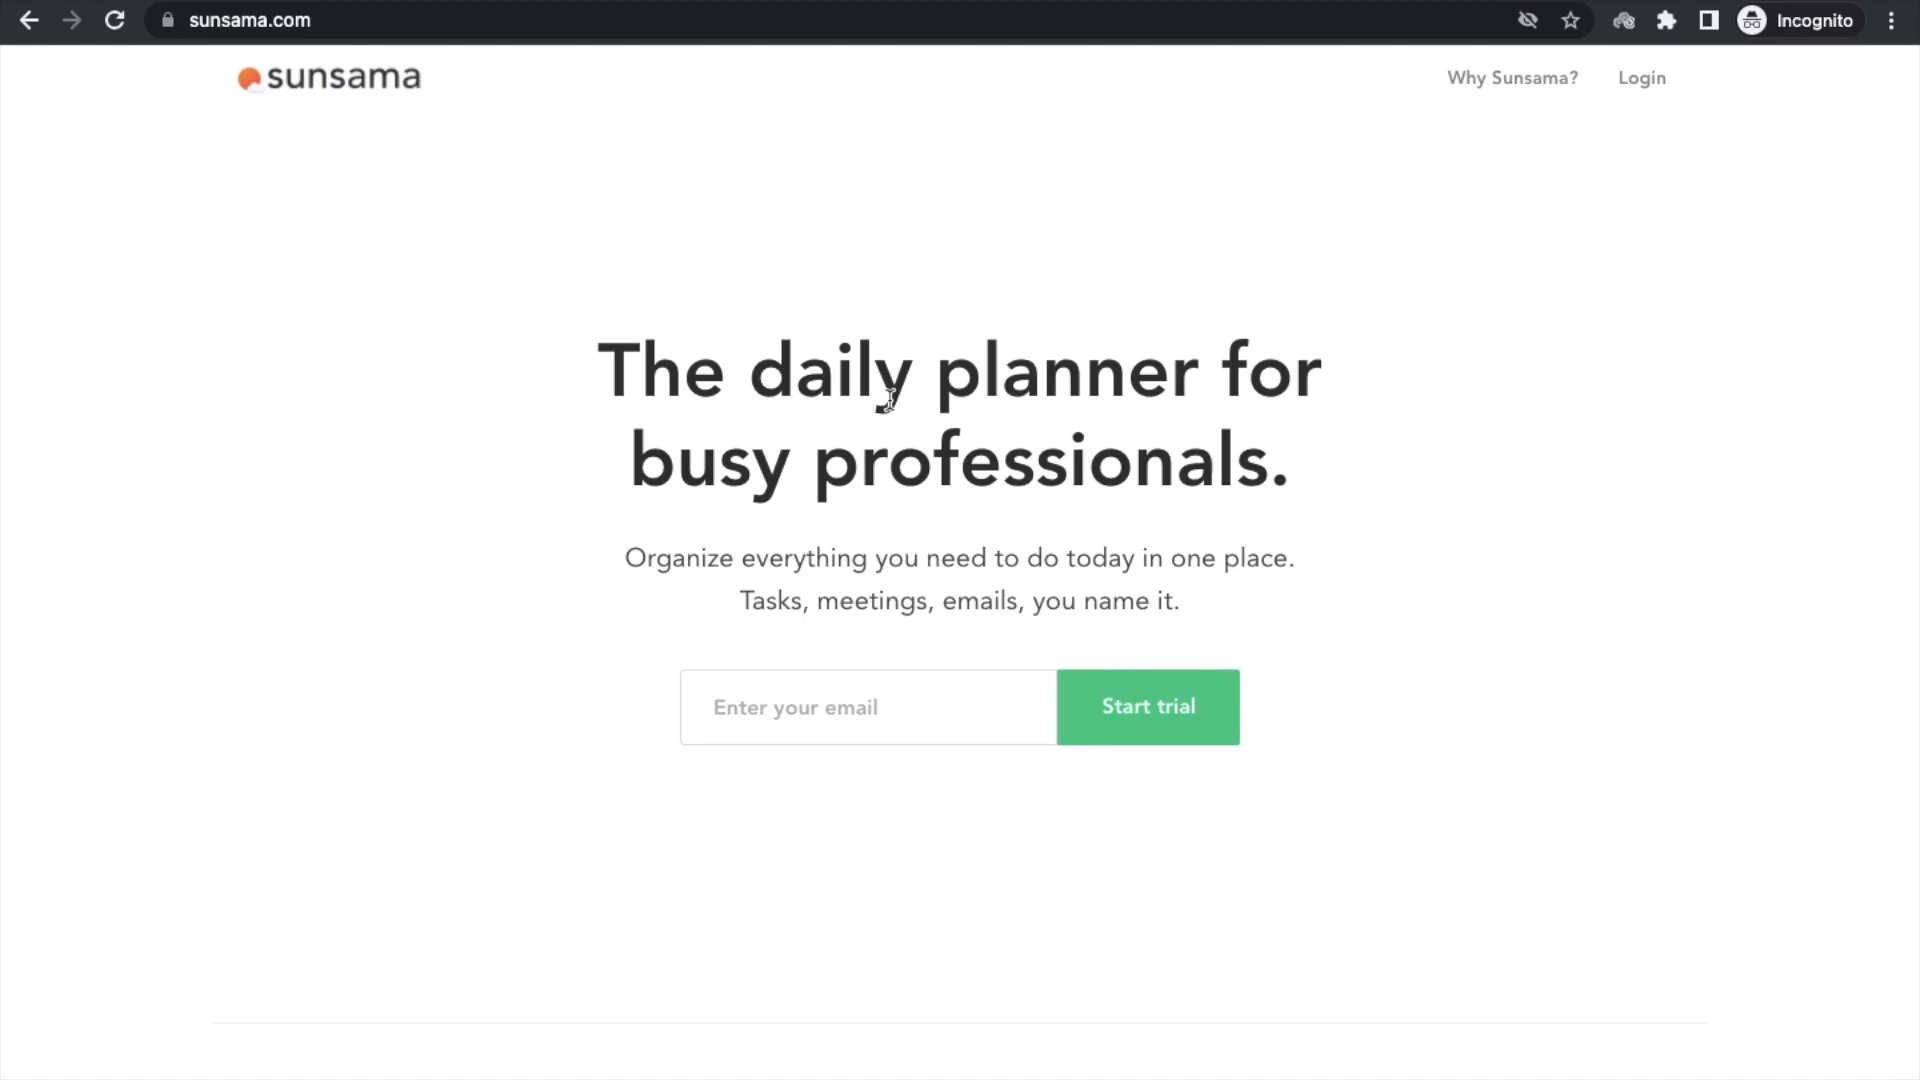 sunsama.com
Incognito
sunsama
Why Sunsama?
Login
The daily planner for
busy professionals.
Organize everything you need to do today in one place.
Tasks, meetings, emails, you name it.
Enter your email
Start trial